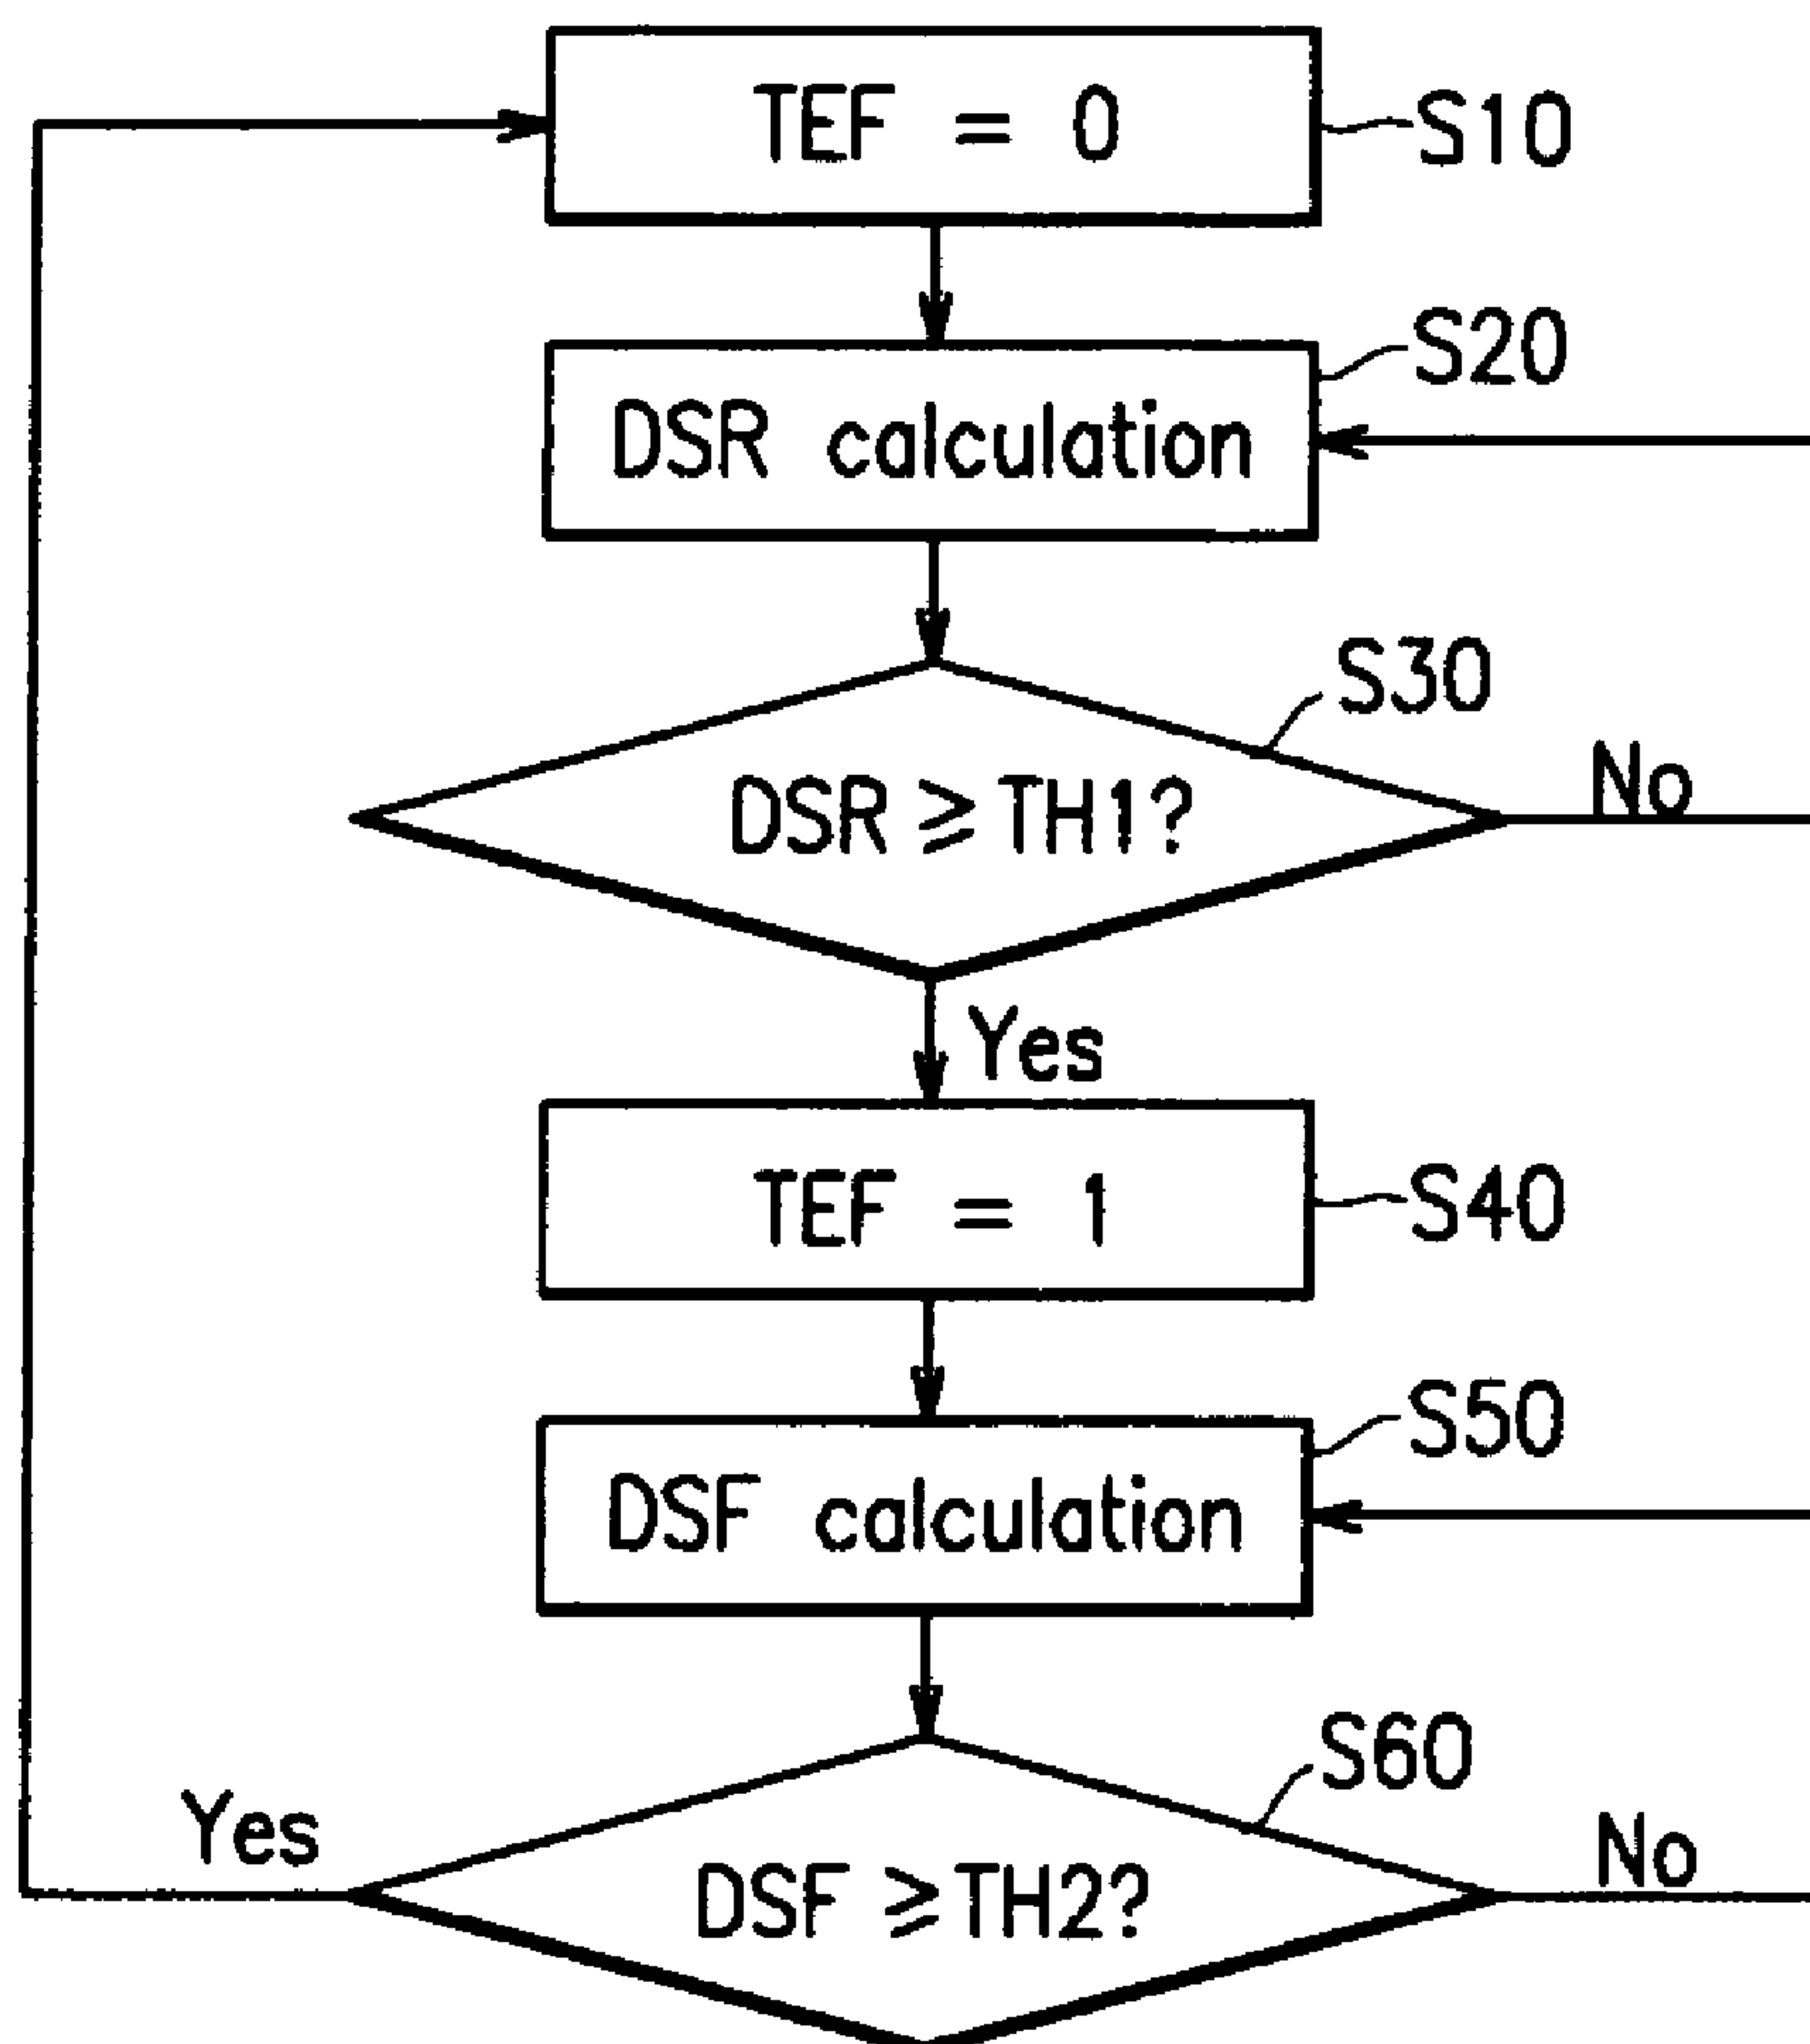 TEF = 0
S10
S20
DSR calculation
S30
DSR ≥ TH1?
No
Yes
TEF = 1
S40
S50
DSF calculation
S60
Yes
DSF ≥ TH2?
No